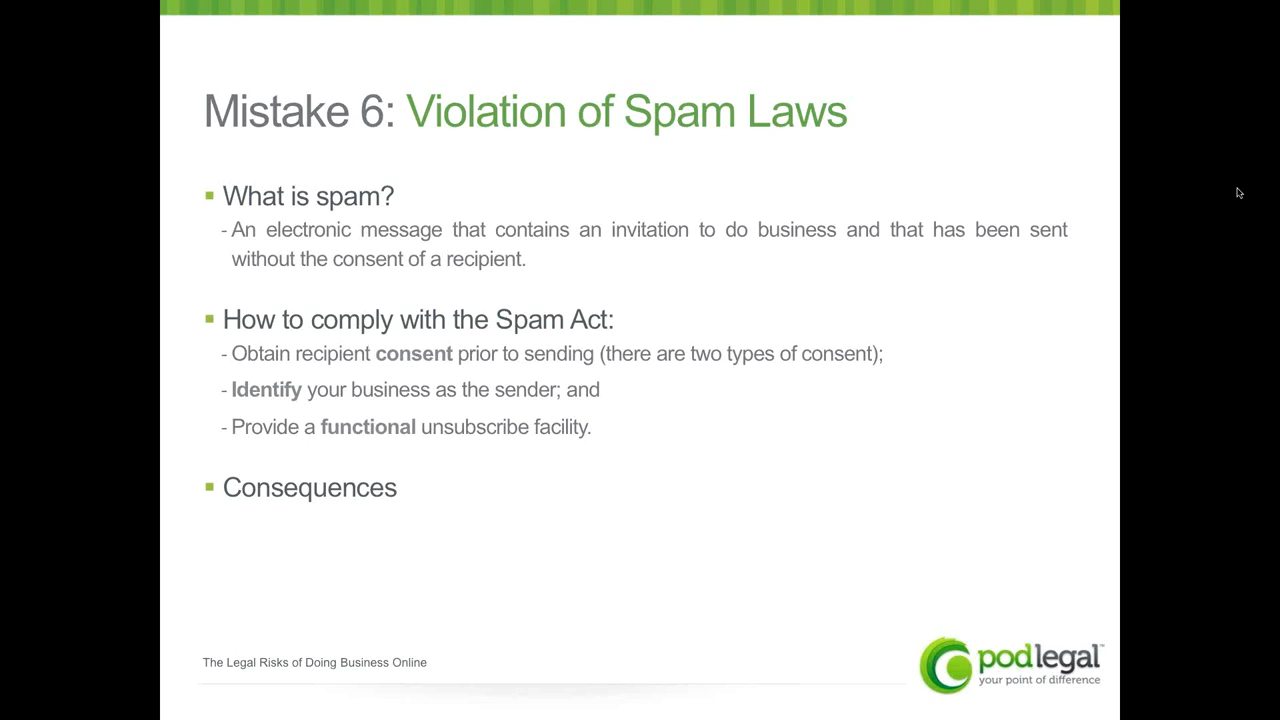 Mistake 6: Violation of Spam Laws
What is spam?
- An electronic message that contains an invitation to do business and that has been sent
without the consent of a recipient.
How to comply with the Spam Act:
- Obtain recipient consent prior to sending (there are two types of consent);
- Identify your business as the sender; and
- Provide a functional unsubscribe facility.
Consequences
The Legal Risks of Doing Business Online
podlegal™
your point of difference